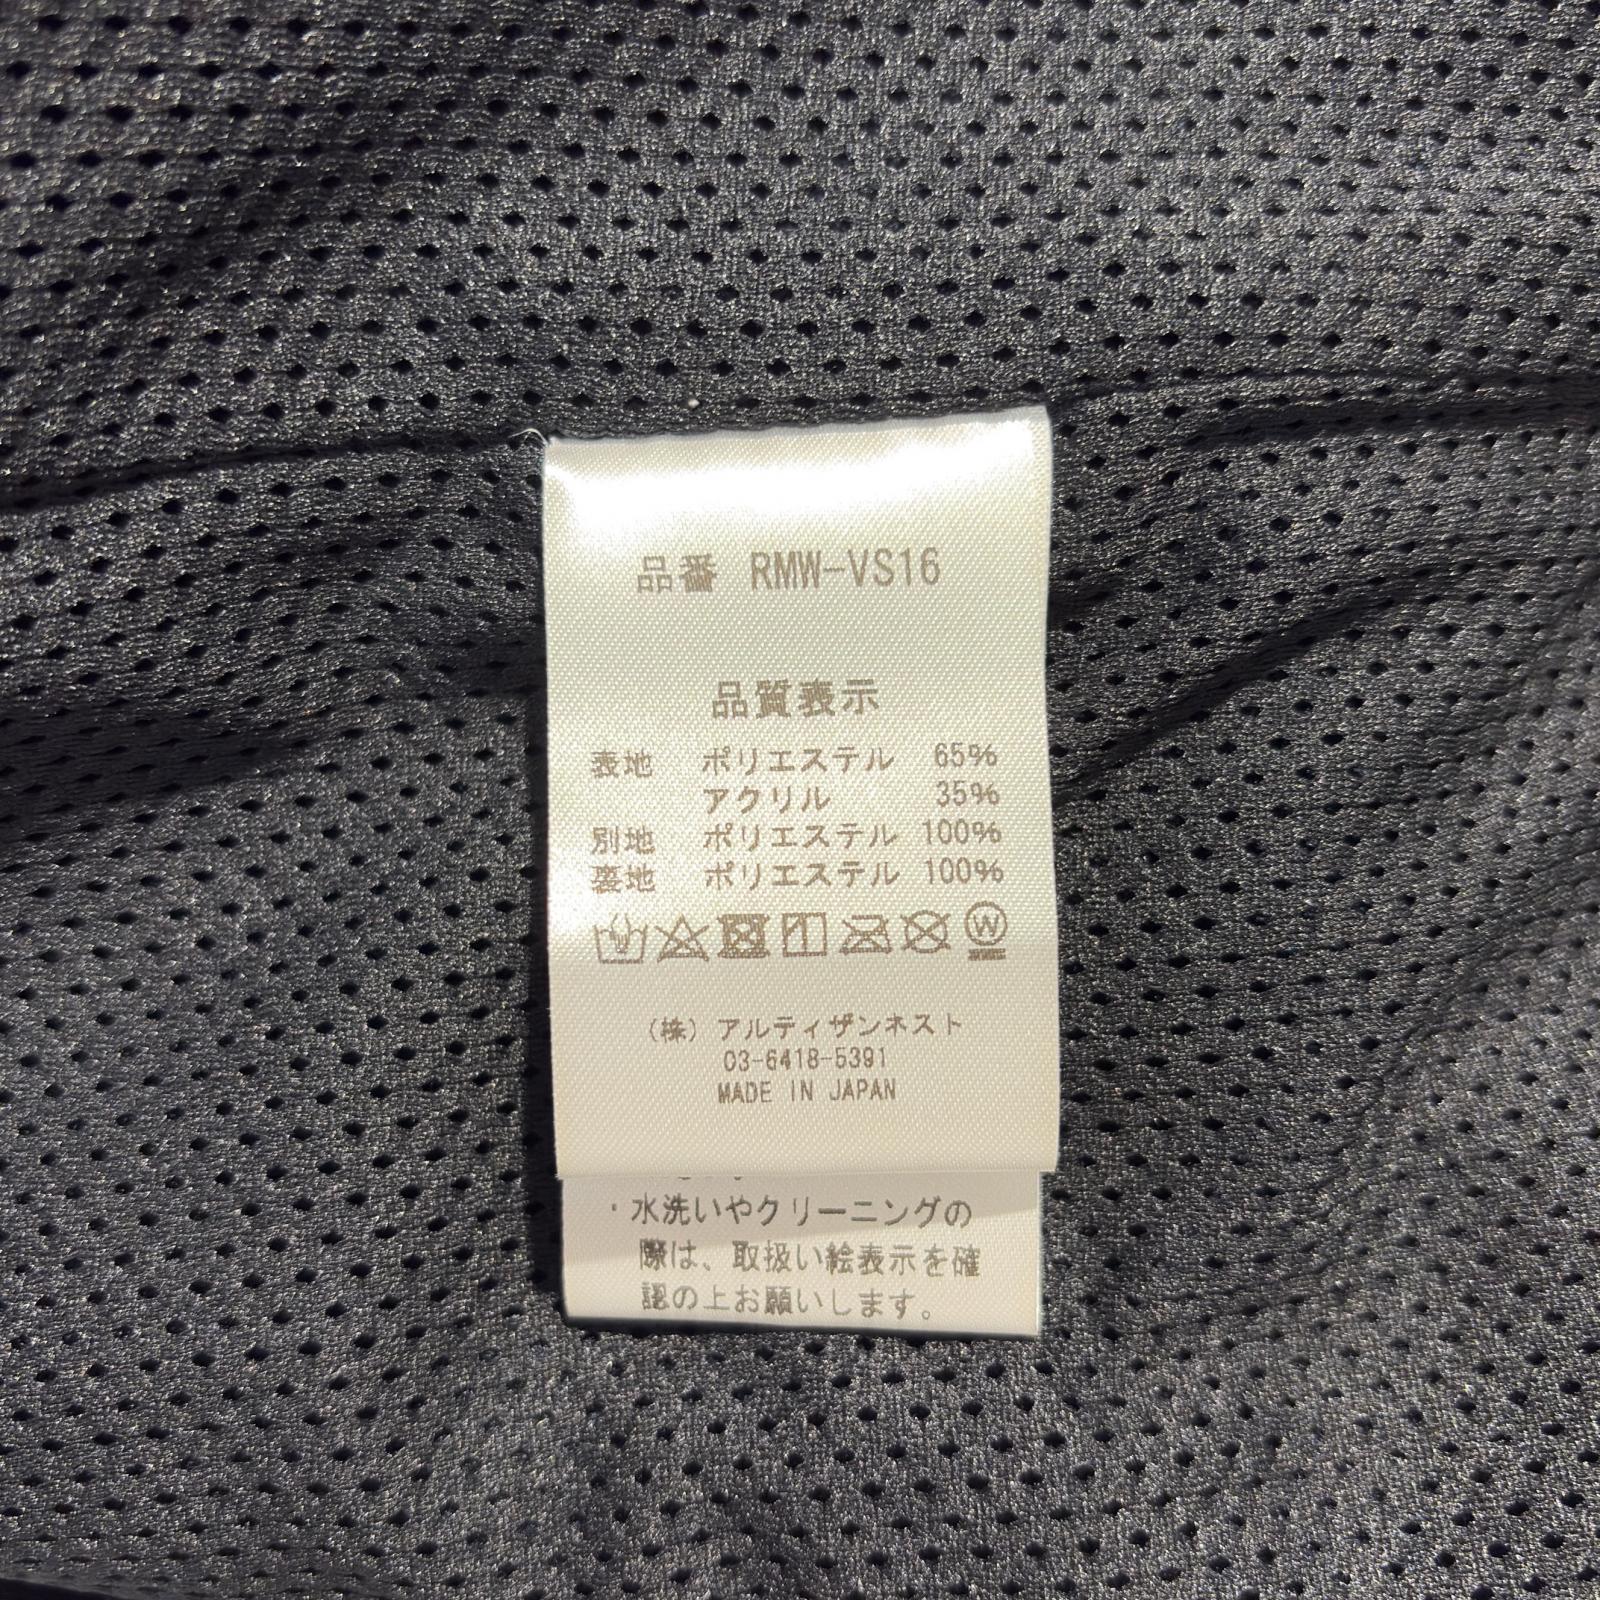 品番 RMW-VS16
品質表示
表地 ポリエステル 65%
アクリル 35%
別地 ポリエステル 100%
裏地 ポリエステル 100%
W
(株) アルティザンネスト
03-6418-5391
MADE IN JAPAN
・水洗いやクリーニングの
際は、取扱い絵表示を確
認の上お願いします。